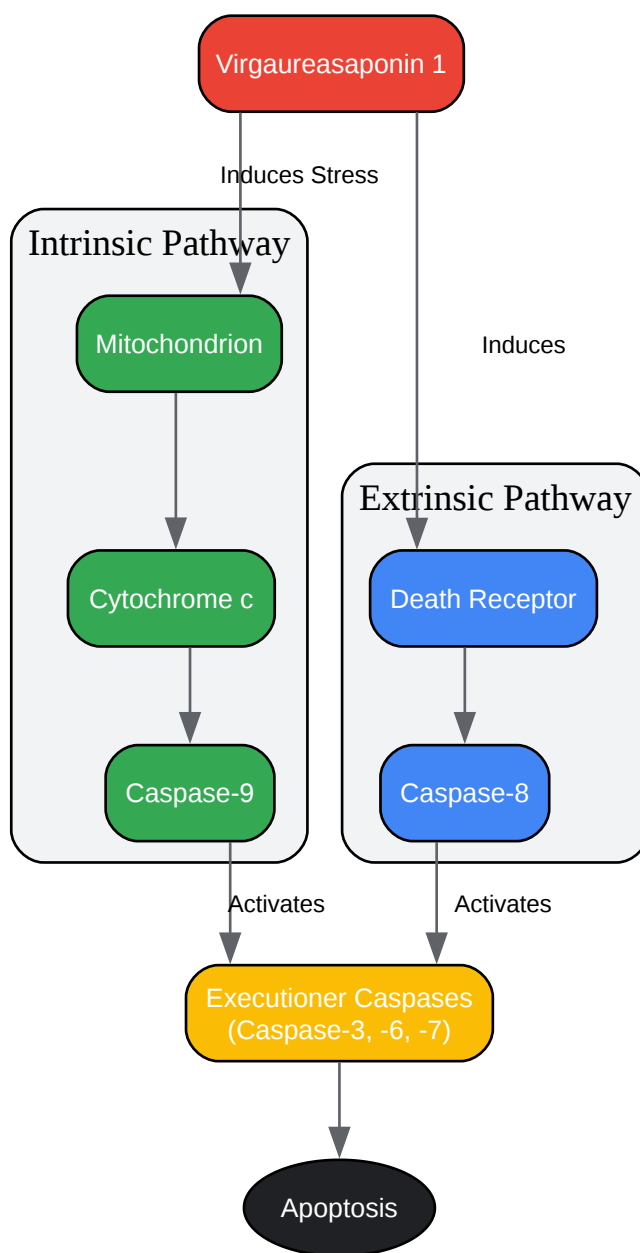 Virgaureasaponin 1
Induces Stress
Intrinsic Pathway
Mitochondrion
Induces
Extrinsic Pathway
Cytochrome c
Death Receptor
Caspase-9
Caspase-8
Activates
Activates
Executioner Caspases
(Caspase-3, -6, -7)
Apoptosis